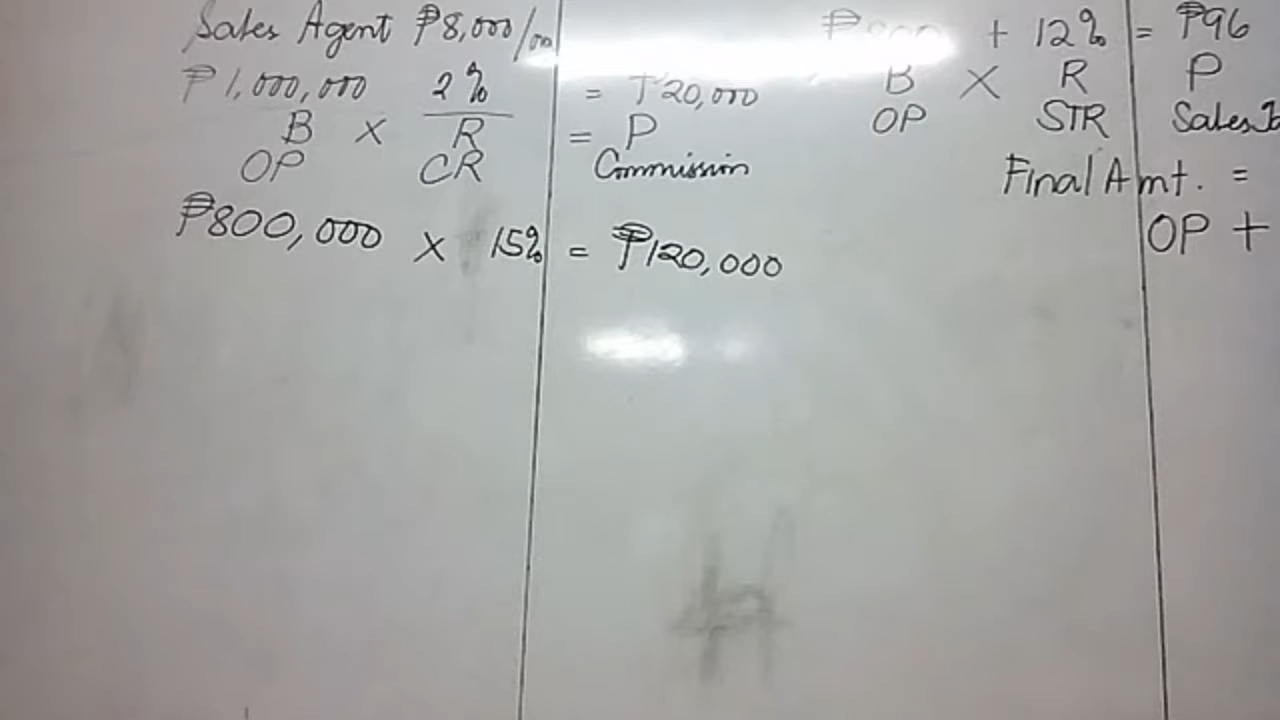 Sales Agent ₱8,000/mo
₱1,000,000 2% = ₱20,000
B X R = P
OP CR Commission
₱800,000 X 15% = ₱120,000
+ 12% = ₱96
B X R P
OP STR Sales
Final Amt. =
OP +